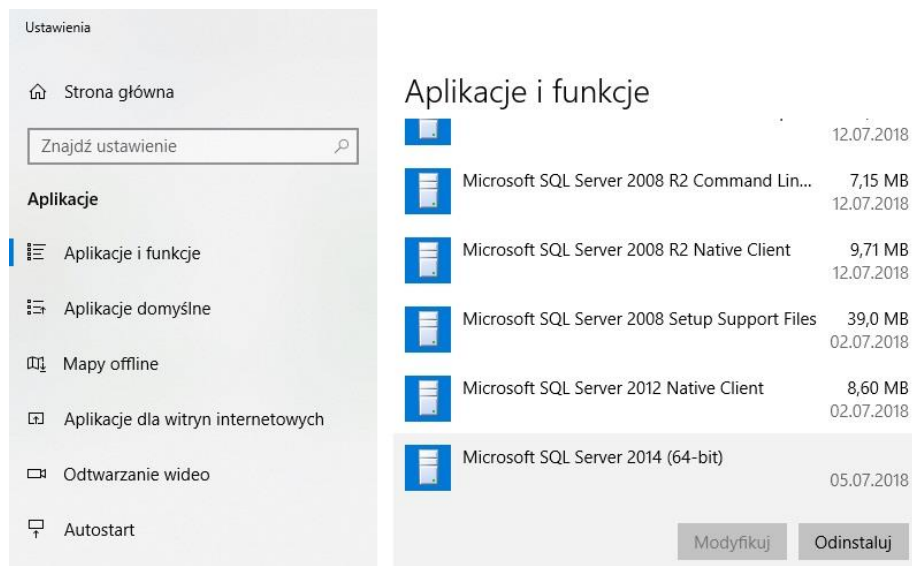 Ustawienia
Strona główna
Znajdź ustawienie
Aplikacje
Aplikacje i funkcje
Aplikacje domyślne
Mapy offline
Aplikacje dla witryn internetowych
Odtwarzanie wideo
Autostart
Aplikacje i funkcje
12.07.2018
Microsoft SQL Server 2008 R2 Command Lin... 7,15 MB
12.07.2018
Microsoft SQL Server 2008 R2 Native Client 9,71 MB
12.07.2018
Microsoft SQL Server 2008 Setup Support Files 39,0 MB
02.07.2018
Microsoft SQL Server 2012 Native Client 8,60 MB
02.07.2018
Microsoft SQL Server 2014 (64-bit)
05.07.2018
Modyfikuj Odinstaluj